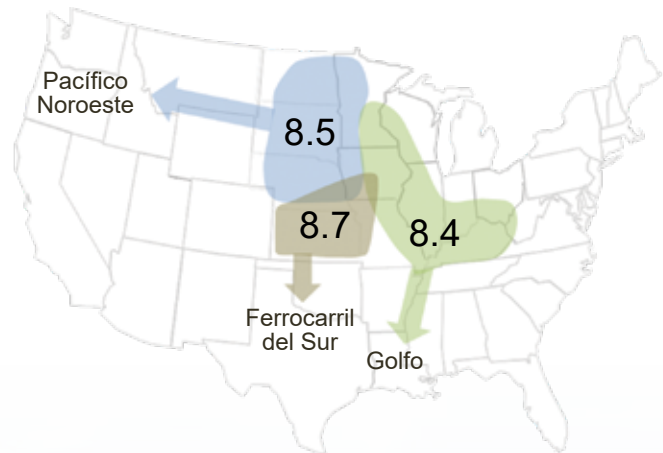 Pacífico
Noroeste
8.5
8.7
8.4
Ferrocarril
del Sur
Golfo